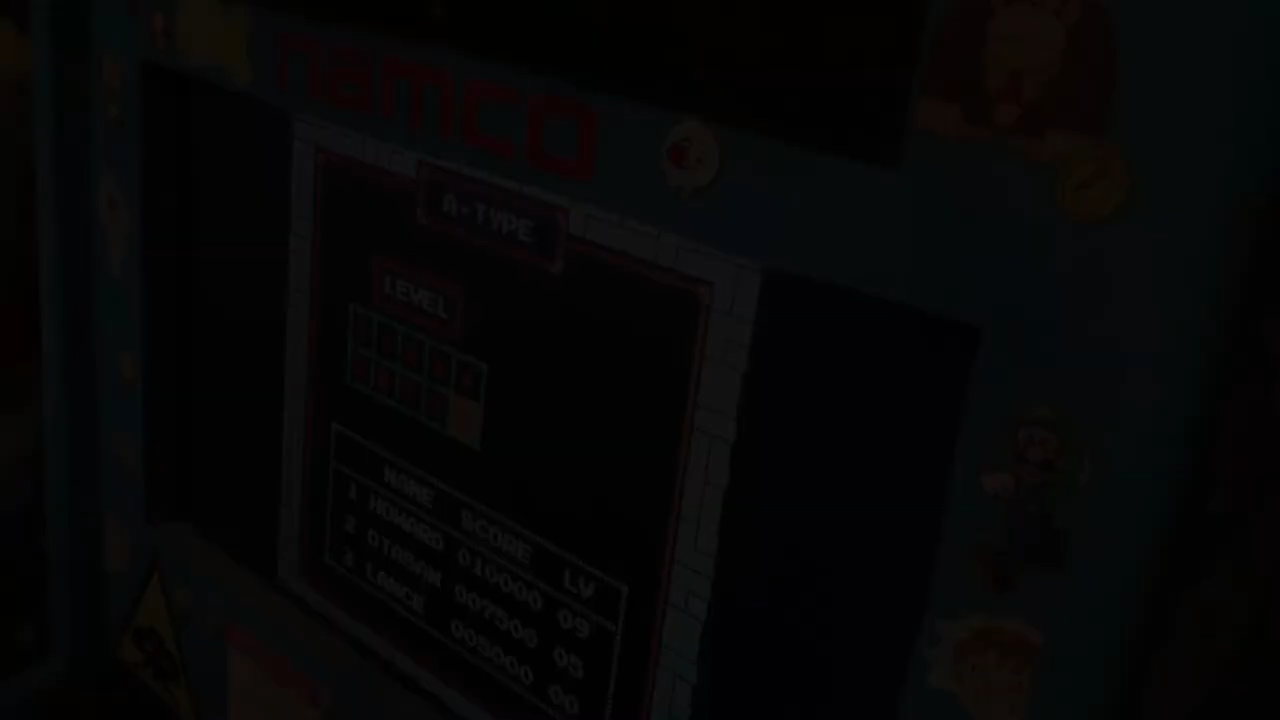 namco
A-TYPE
LEVEL
NAME SCORE LV
1 HOWARD 010000 09
2 OTASAN 007500 05
3 LANCE 005000 00